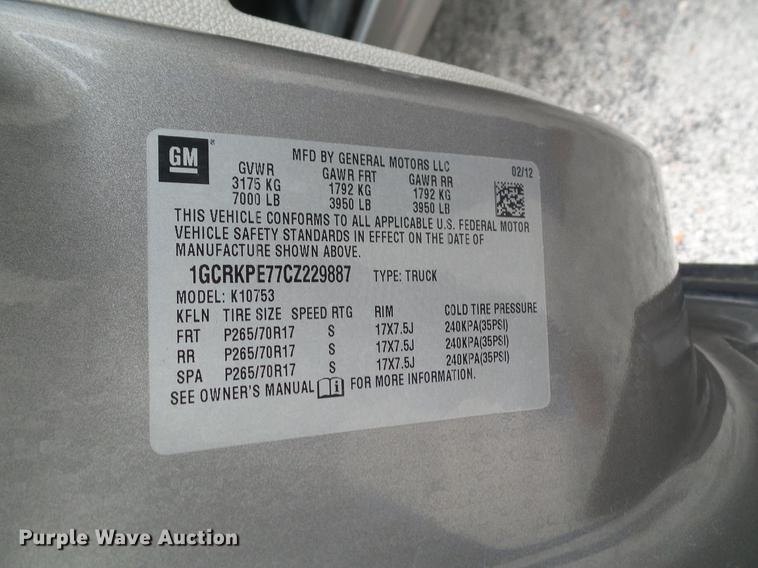 GM
MFD BY GENERAL MOTORS LLC
02/12
GVWR GAWR FRT GAWR RR
3175 KG 1792 KG 1792 KG
7000 LB 3950 LB 3950 LB
THIS VEHICLE CONFORMS TO ALL APPLICABLE U.S. FEDERAL MOTOR
VEHICLE SAFETY STANDARDS IN EFFECT ON THE DATE OF
MANUFACTURE SHOWN ABOVE.
1GCRKPE77CZ229887 TYPE: TRUCK
MODEL: K10753
KFLN TIRE SIZE SPEED RTG RIM COLD TIRE PRESSURE
FRT P265/70R17 S 17X7.5J 240KPA(35PSI)
RR P265/70R17 S 17X7.5J 240KPA(35PSI)
SPA P265/70R17 S 17X7.5J 240KPA(35PSI)
SEE OWNER'S MANUAL FOR MORE INFORMATION.
Purple Wave Auction